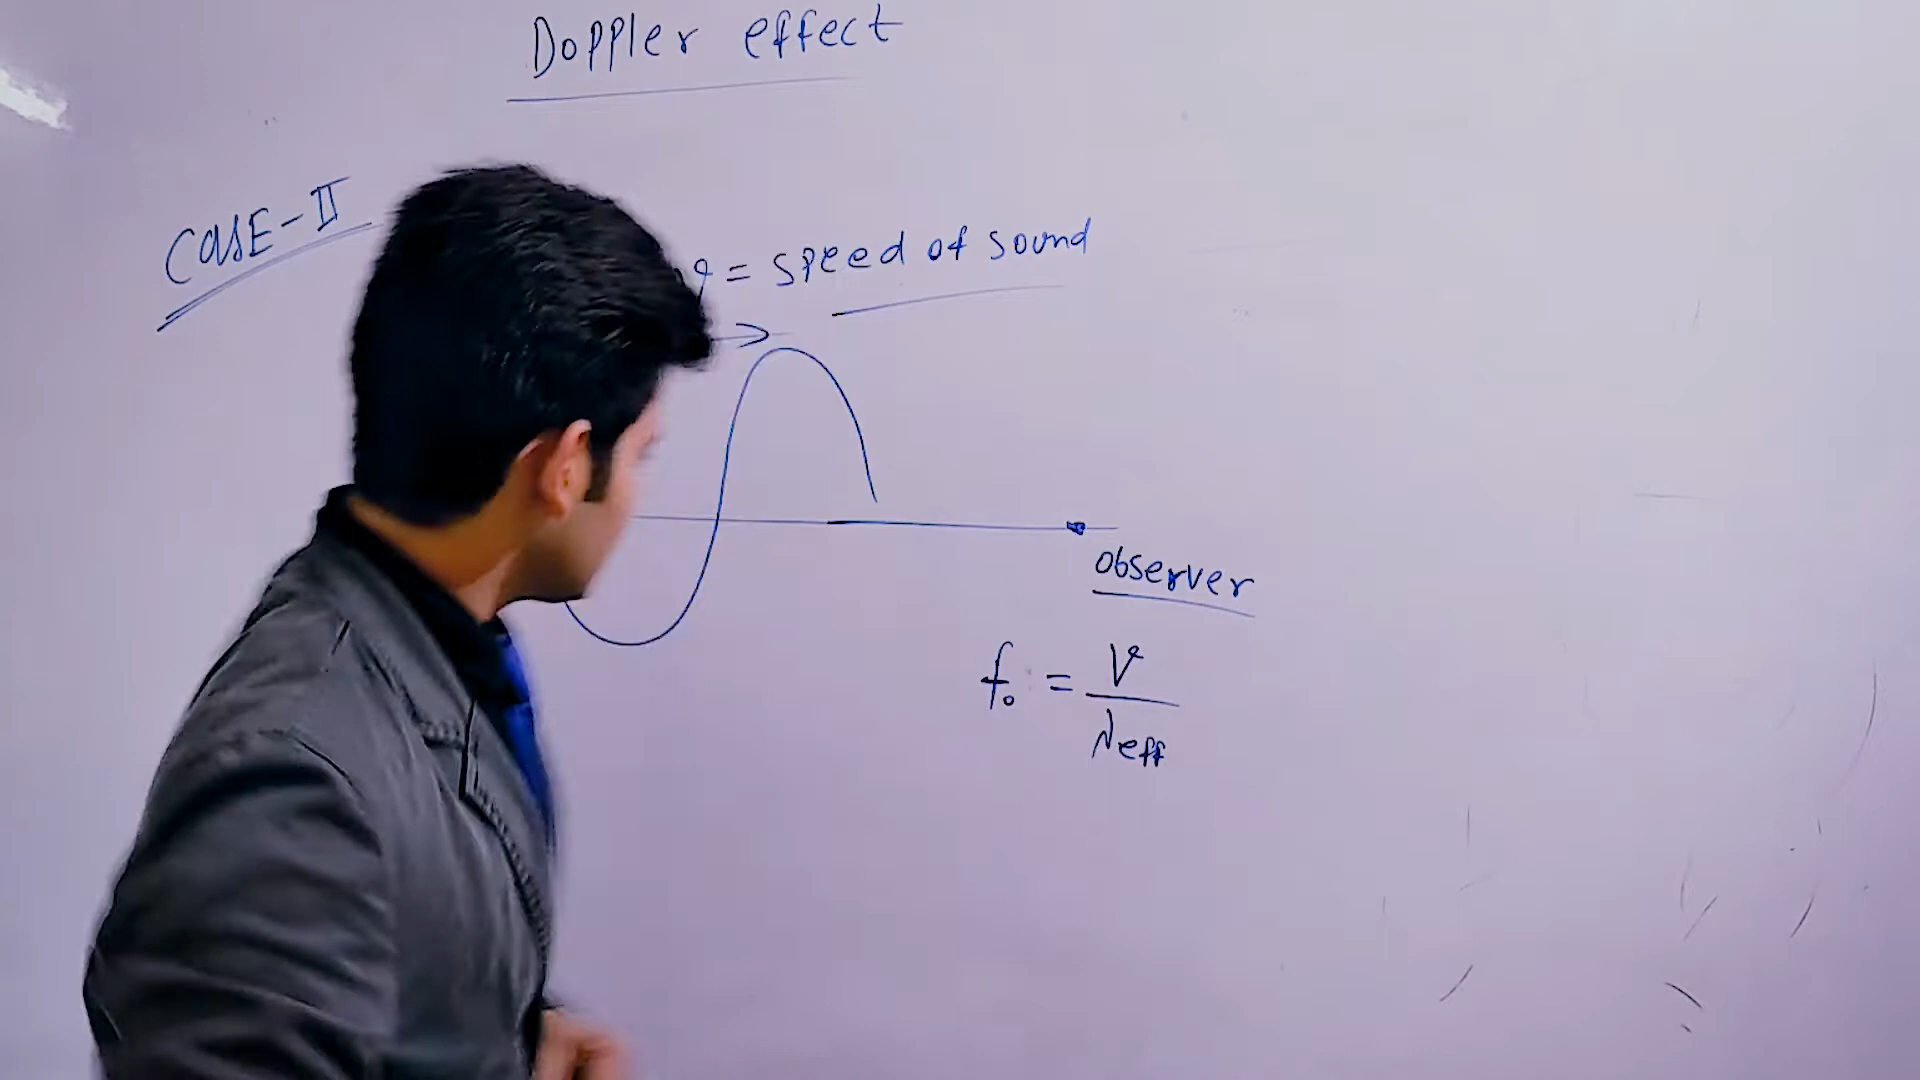 Doppler effect
CASE-II
v = speed of sound
observer
f₀ = v
λeff